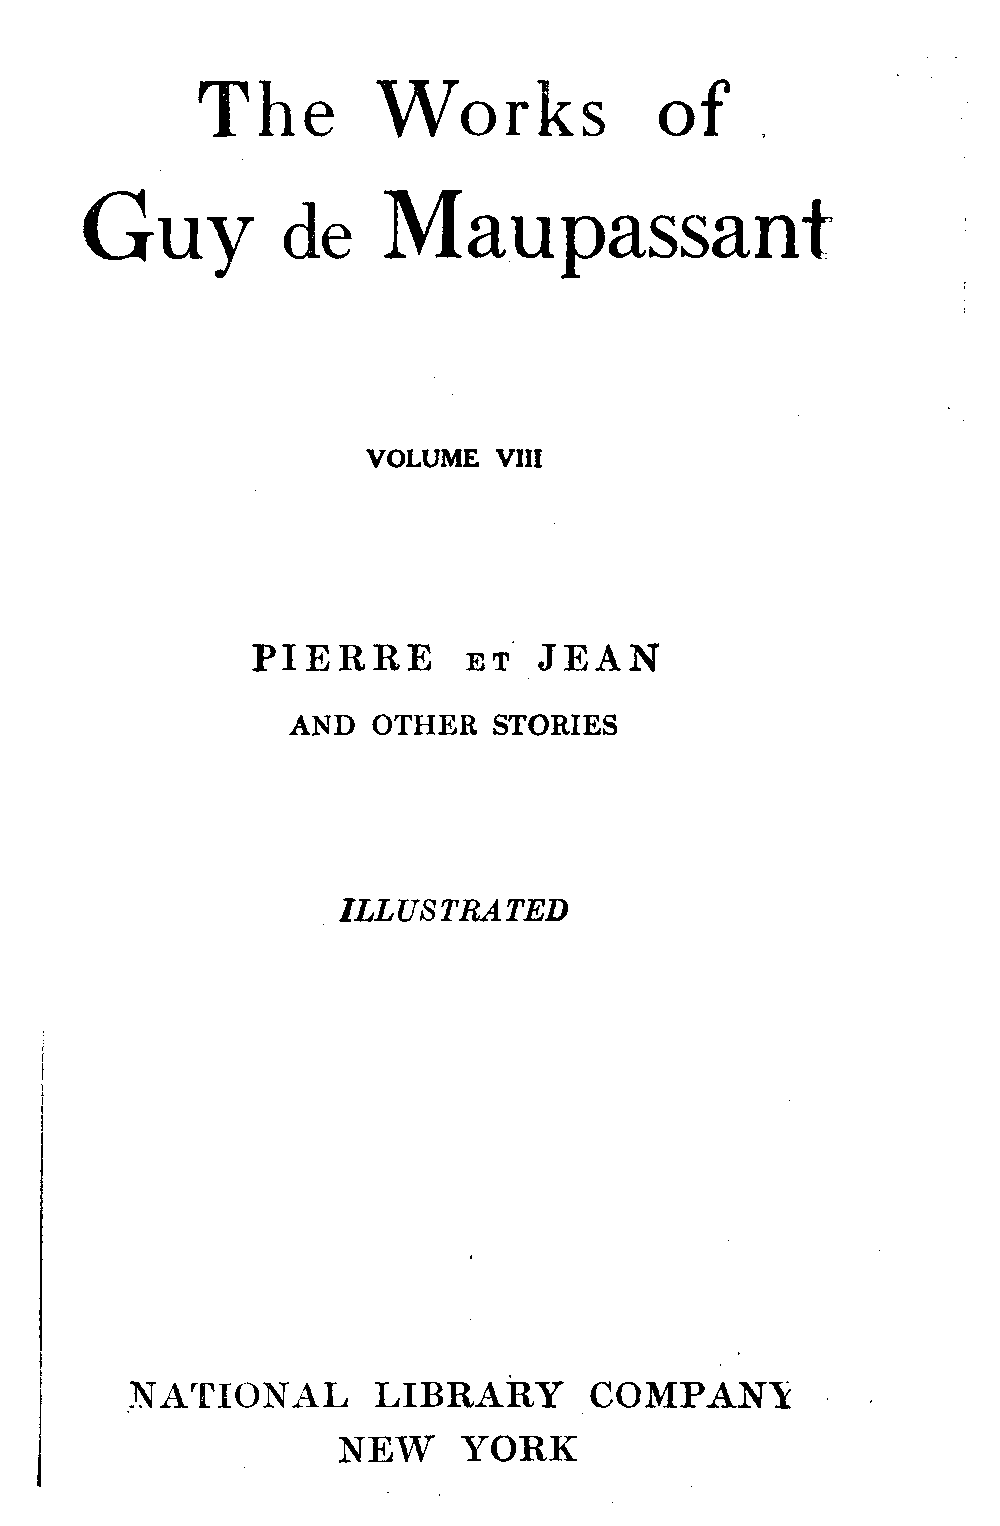 The Works of
Guy de Maupassant
VOLUME VIII
PIERRE ET JEAN
AND OTHER STORIES
ILLUSTRATED
NATIONAL LIBRARY COMPANY
NEW YORK